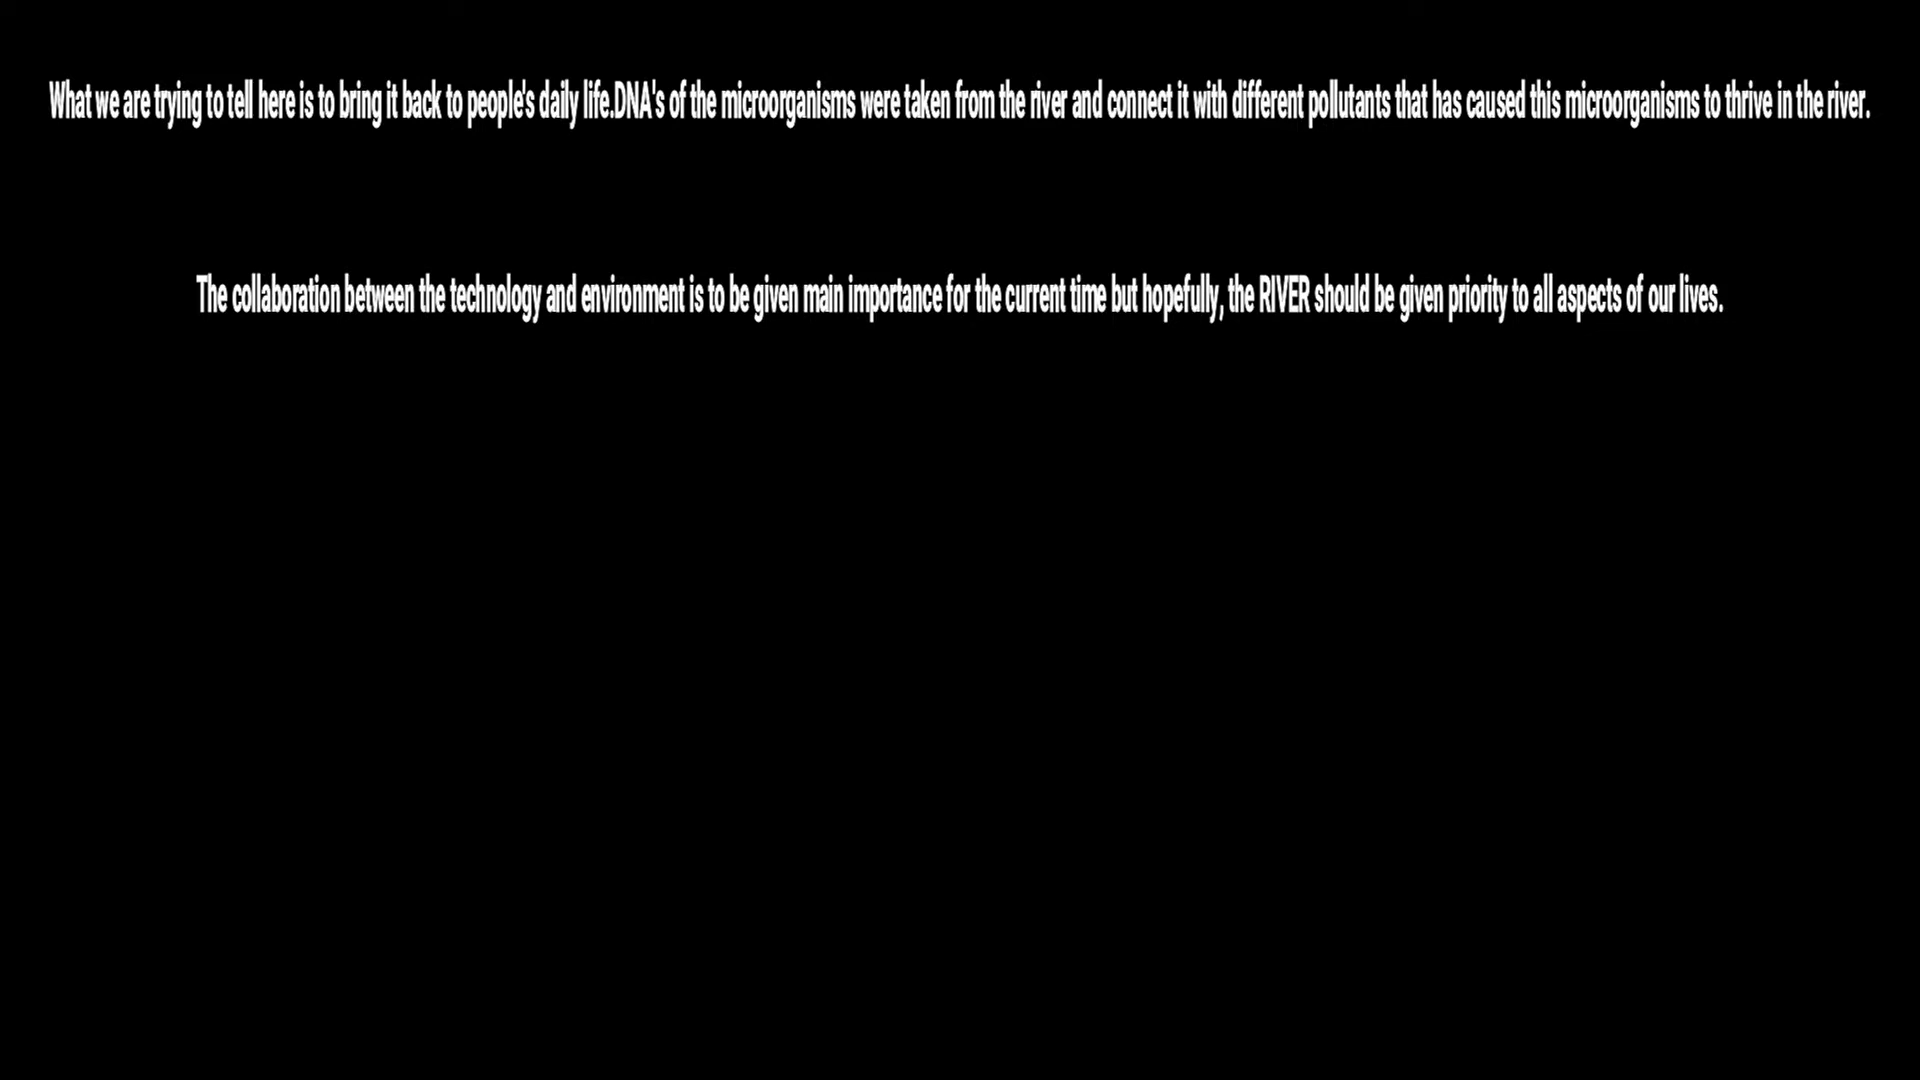 What we are trying to tell here is to bring it back to people's daily life.DNA's of the microorganisms were taken from the river and connect it with different pollutants that has caused this microorganisms to thrive in the river.
The collaboration between the technology and environment is to be given main importance for the current time but hopefully, the RIVER should be given priority to all aspects of our lives.